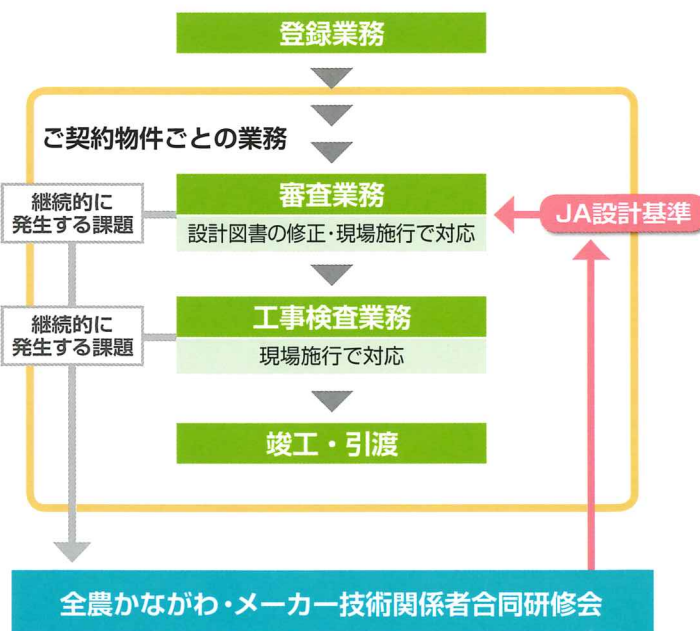 登録業務
ご契約物件ごとの業務
継続的に
発生する課題
審査業務
設計図書の修正・現場施行で対応
JA設計基準
継続的に
発生する課題
工事検査業務
現場施行で対応
竣工・引渡
全農かながわ・メーカー技術関係者合同研修会